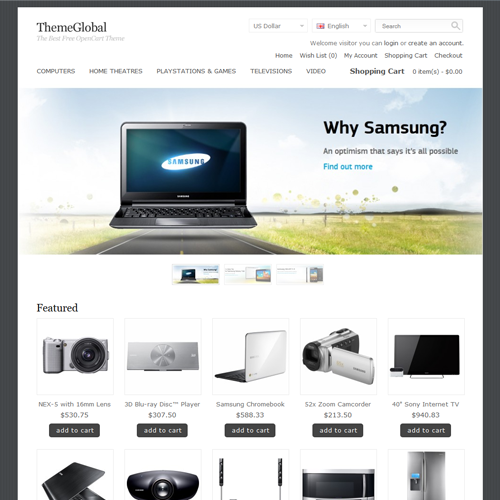 ThemeGlobal
The Best Free OpenCart Theme
US Dollar
English
Search
Welcome visitor you can login or create an account.
Home Wish List (0) My Account Shopping Cart Checkout
COMPUTERS HOME THEATRES PLAYSTATIONS & GAMES TELEVISIONS VIDEO
Shopping Cart 0 item(s) - $0.00
Why Samsung?
An optimism that says it's all possible
Find out more
SAMSUNG
Featured
NEX-5 with 16mm Lens 3D Blu-ray Disc™ Player Samsung Chromebook 52x Zoom Camcorder 40" Sony Internet TV
$530.75 $307.50 $588.33 $213.50 $940.83
add to cart add to cart add to cart add to cart add to cart